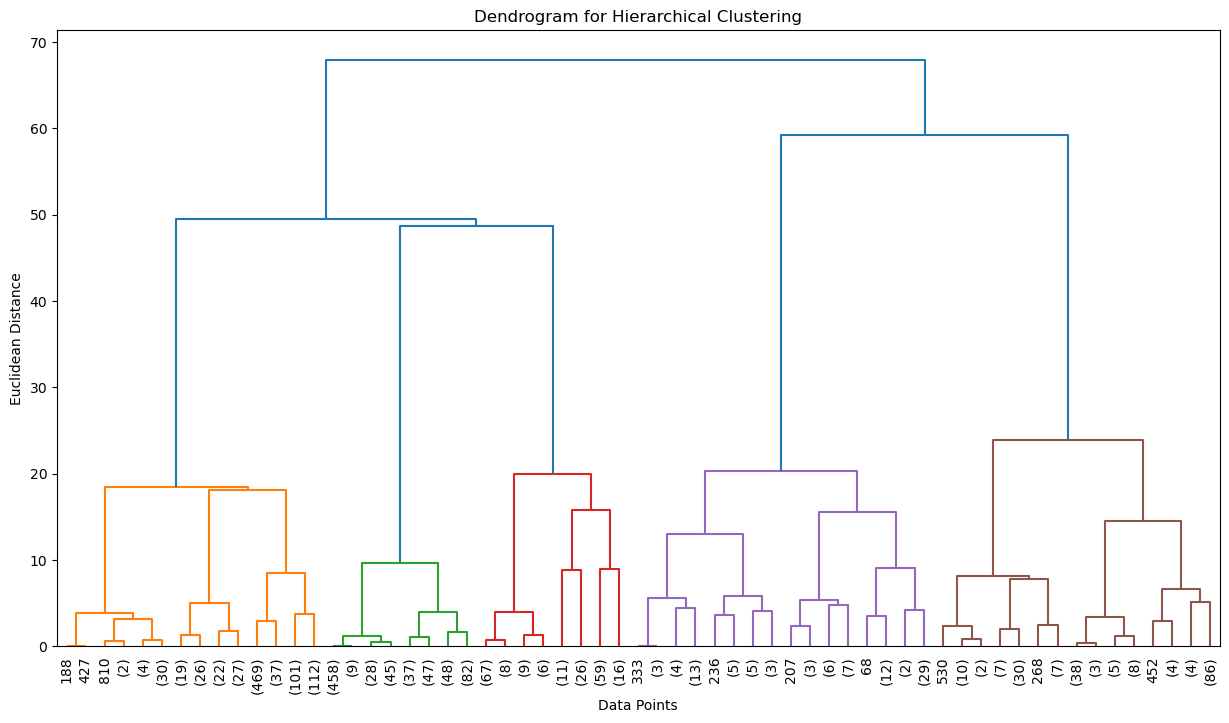 Dendrogram for Hierarchical Clustering
70
60
50
40
30
20
10
0
Euclidean Distance
188 427 810 (2) (4) (30) (19) (26) (22) (27) (469) (37) (101) (112) (458) (9) (28) (45) (37) (47) (48) (82) (67) (8) (9) (6) (11) (26) (59) (16) 333 (3) (4) (13) 236 (5) (5) (3) 207 (3) (6) (7) 68 (12) (2) (29) 530 (10) (2) (7) (30) 268 (7) (38) (3) (5) (8) 452 (4) (4) (86)
Data Points